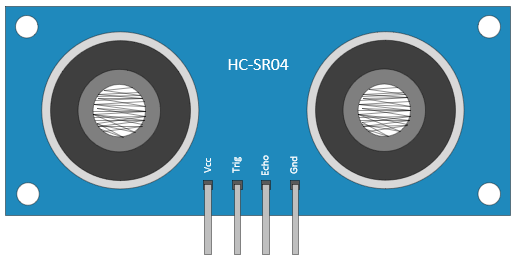 HC-SR04
Vcc
Trig
Echo
Gnd